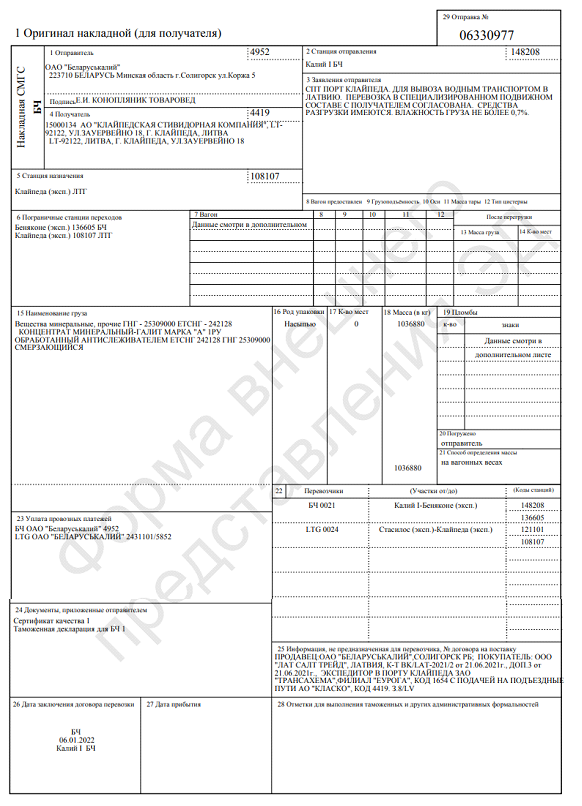 29 Отправка №
1 Оригинал накладной (для получателя)
06330977
Накладная СМГС
БЧ
1 Отправитель
4952
ОАО "Беларуськалий"
223710 БЕЛАРУСЬ Минская область г.Солигорск ул.Коржа 5
Подпись Е.И. КОНОПЛЯНИК ТОВАРОВЕД
2 Станция отправления
148208
Калий I БЧ
3 Заявления отправителя
СПТ ПОРТ КЛАЙПЕДА. ДЛЯ ВЫВОЗА ВОДНЫМ ТРАНСПОРТОМ В
ЛАТВИЮ. ПЕРЕВОЗКА В СПЕЦИАЛИЗИРОВАННОМ ПОДВИЖНОМ
СОСТАВЕ С ПОЛУЧАТЕЛЕМ СОГЛАСОВАНА. СРЕДСТВА
РАЗГРУЗКИ ИМЕЮТСЯ. ВЛАЖНОСТЬ ГРУЗА НЕ БОЛЕЕ 0,7%.
4 Получатель
4419
15000134 АО "КЛАЙПЕДСКАЯ СТИВИДОРНАЯ КОМПАНИЯ", LT-
92122, УЛ.ЗАУЕРВЕЙНО 18, Г. КЛАЙПЕДА, ЛИТВА
LT-92122, ЛИТВА, Г. КЛАЙПЕДА, УЛ.ЗАУЕРВЕЙНО 18
5 Станция назначения
108107
Клайпеда (эксп.) ЛТГ
8 Вагон предоставлен 9 Грузоподъёмность 10 Оси 11 Масса тары 12 Тип цистерны
6 Пограничные станции переходов
Бенякone (эксп.) 136605 БЧ
Клайпеда (эксп.) 108107 ЛТГ
7 Вагон
8
9
10
11
12
После перегрузки
Данные смотри в дополнительном
13 Масса груза
14 К-во мест
15 Наименование груза
Вещества минеральные, прочие ГНГ - 25309000 ЕТСНГ - 242128
КОНЦЕНТРАТ МИНЕРАЛЬНЫЙ-ГАЛИТ МАРКА "А" 1РУ
ОБРАБОТАННЫЙ АНТИСЛЕЖИВАТЕЛЕМ ЕТСНГ 242128 ГНГ 25309000
СМЕРЗАЮЩИЙСЯ
16 Род упаковки
Насыпью
17 К-во мест
0
18 Масса (в кг)
1036880
1036880
19 Пломбы
к-во
знаки
Данные смотри в
дополнительном листе
20 Погружено
отправитель
21 Способ определения массы
на вагонных весах
22
Перевозчики
(Участки от/до)
(Коды станций)
БЧ 0021
Калий I-Бенякone (эксп.)
148208
136605
LTG 0024
Стасилос (эксп.)-Клайпеда (эксп.)
121101
108107
23 Уплата провозных платежей
БЧ ОАО "Беларуськалий" 4952
LTG ОАО "БЕЛАРУСЬКАЛИЙ" 2431101/5852
24 Документы, приложенные отправителем
Сертификат качества 1
Таможенная декларация для БЧ 1
25 Информация, не предназначенная для перевозчика, № договора на поставку
ПРОДАВЕЦ:ОАО "БЕЛАРУСЬКАЛИЙ",СОЛИГОРСК РБ; ПОКУПАТЕЛЬ: ООО
"ЛАТ САЛТ ТРЕЙД", ЛАТВИЯ, К-Т ВК/LAT-2021/2 от 21.06.2021г., ДОП.3 от
21.06.2021г., ЭКСПЕДИТОР В ПОРТУ КЛАЙПЕДА ЗАО
"ТРАНСАХЕМА",ФИЛИАЛ "ЕУРОГА", КОД 1654 С ПОДАЧЕЙ НА ПОДЪЕЗДНЫЕ
ПУТИ АО "КЛАСКО", КОД 4419. 3.8/LV
26 Дата заключения договора перевозки
БЧ
06.01.2022
Калий I БЧ
27 Дата прибытия
28 Отметки для выполнения таможенных и других административных формальностей
форма внешнего
представления ЭД